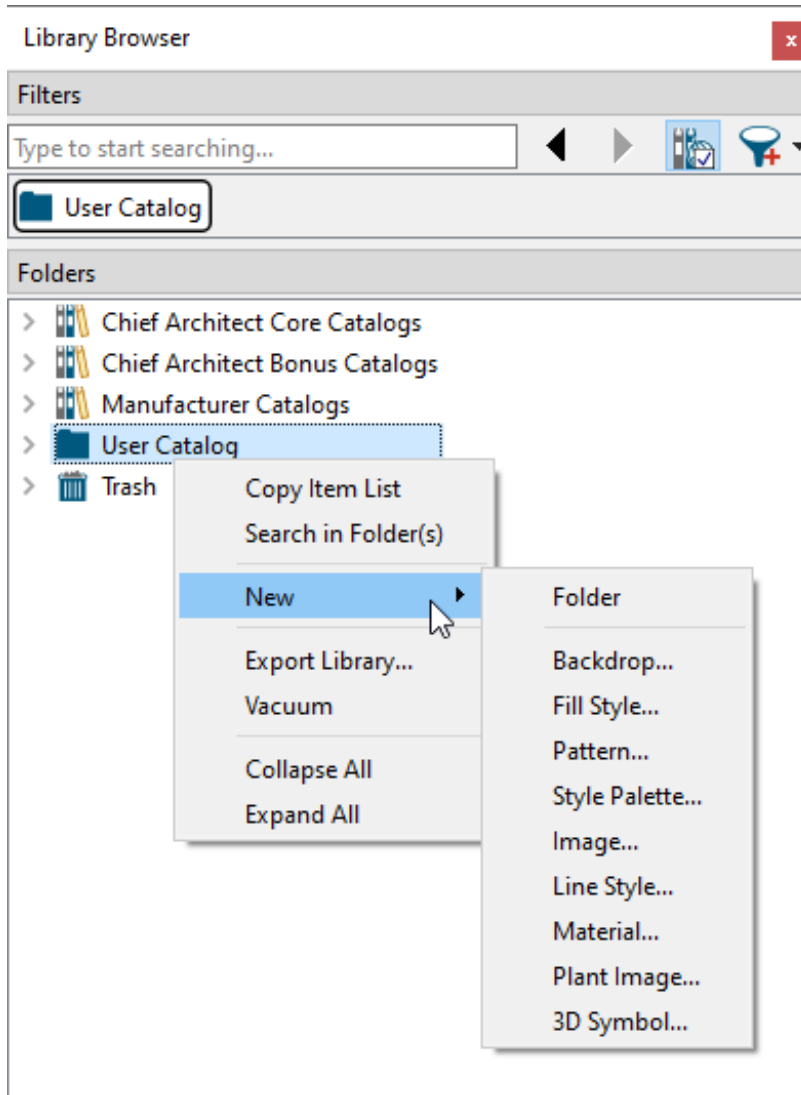 Library Browser
x
Filters
Type to start searching...
User Catalog
Folders
Chief Architect Core Catalogs
Chief Architect Bonus Catalogs
Manufacturer Catalogs
User Catalog
Trash
Copy Item List
Search in Folder(s)
New
Export Library...
Vacuum
Collapse All
Expand All
Folder
Backdrop...
Fill Style...
Pattern...
Style Palette...
Image...
Line Style...
Material...
Plant Image...
3D Symbol...